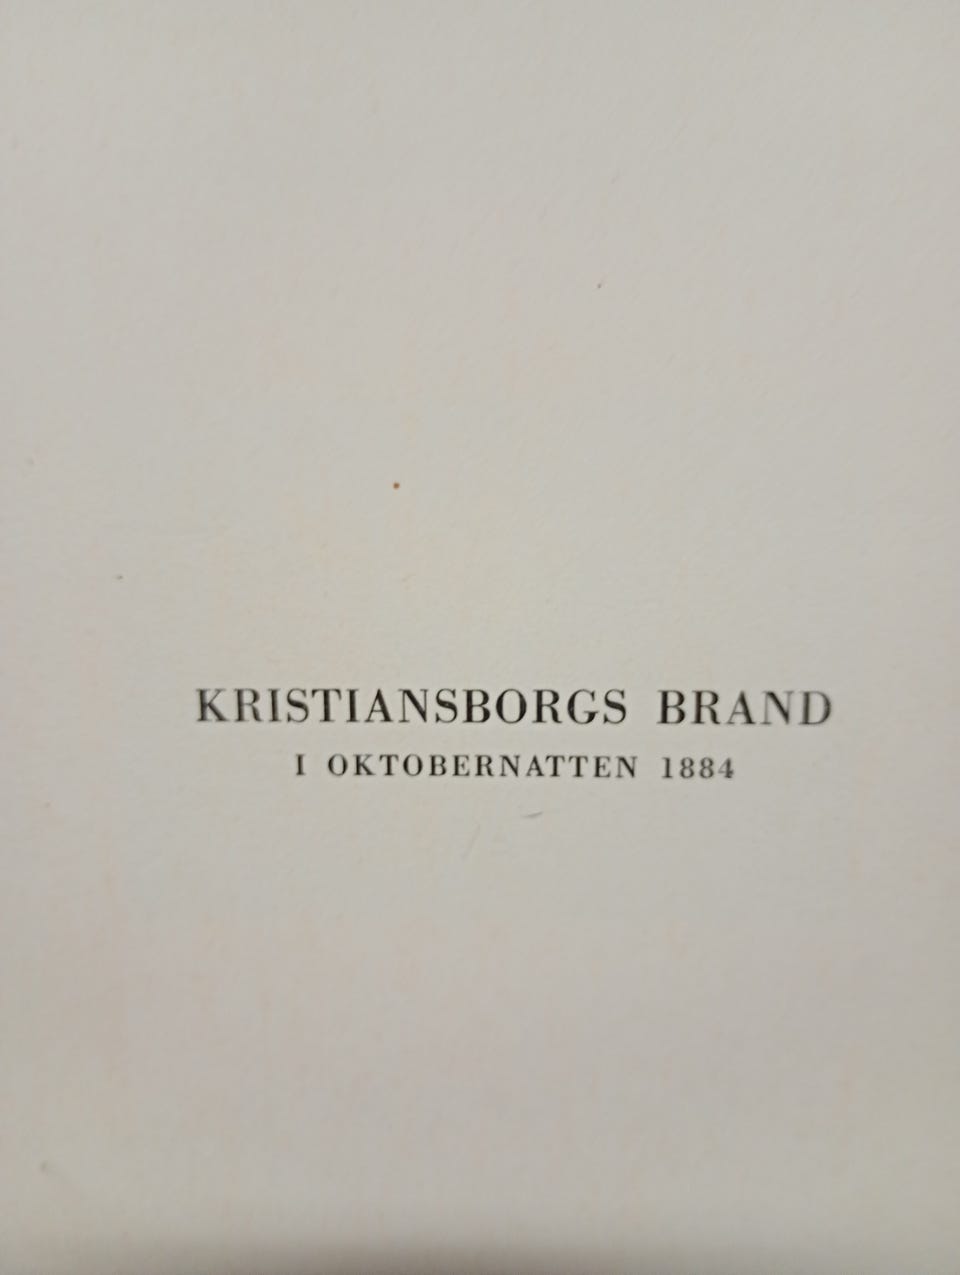 KRISTIANSBORGS BRAND
I OKTOBERNATTEN 1884